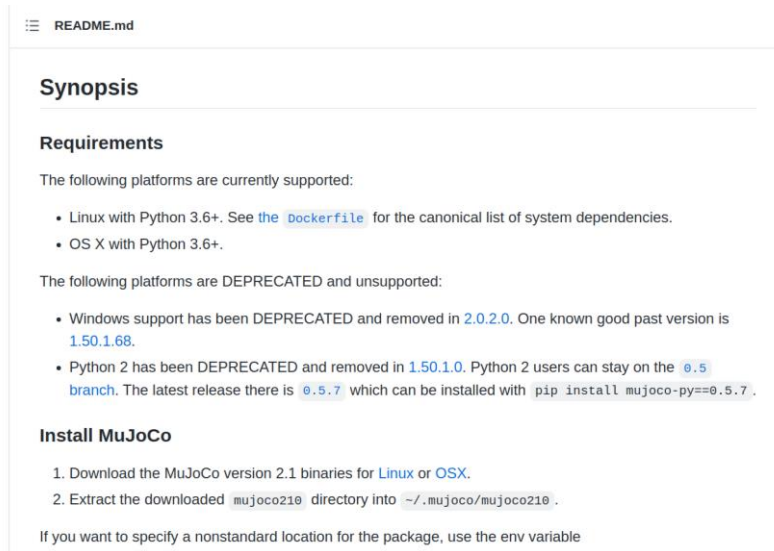 README.md
Synopsis
Requirements
The following platforms are currently supported:
• Linux with Python 3.6+. See the Dockerfile for the canonical list of system dependencies.
• OS X with Python 3.6+.
The following platforms are DEPRECATED and unsupported:
• Windows support has been DEPRECATED and removed in 2.0.2.0. One known good past version is
1.50.1.68.
• Python 2 has been DEPRECATED and removed in 1.50.1.0. Python 2 users can stay on the 0.5
branch. The latest release there is 0.5.7 which can be installed with pip install mujoco-py==0.5.7.
Install MuJoCo
1. Download the MuJoCo version 2.1 binaries for Linux or OSX.
2. Extract the downloaded mujoco210 directory into ~/.mujoco/mujoco210.
If you want to specify a nonstandard location for the package, use the env variable